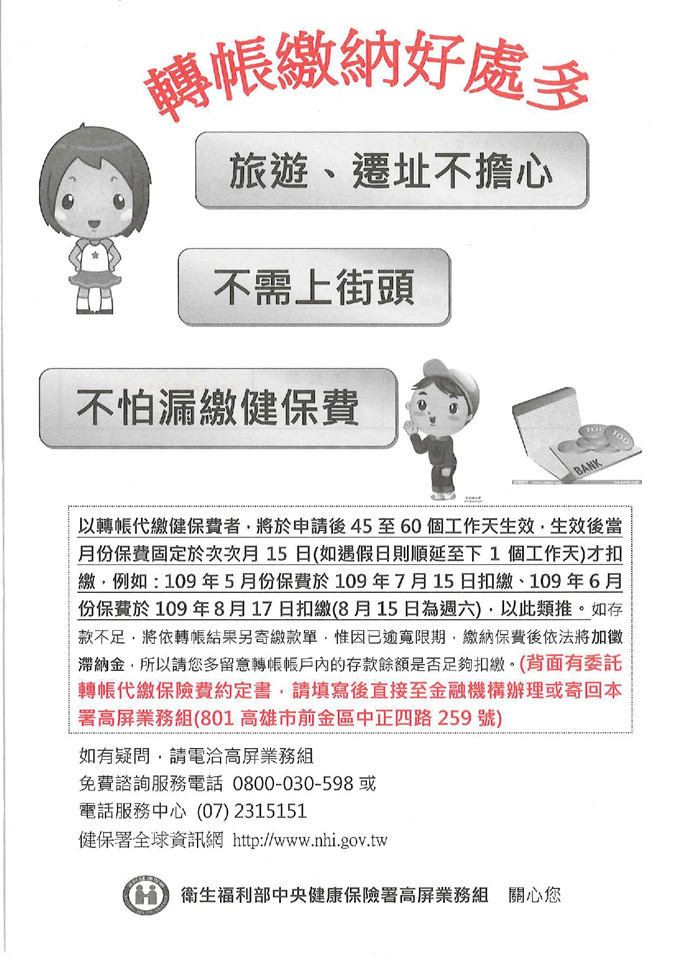 轉帳繳納好處多
旅遊、遷址不擔心
不需上街頭
不怕漏繳健保費
100 100
BANK
以轉帳代繳健保費者，將於申請後 45 至 60 個工作天生效，生效後當
月份保費固定於次次月 15 日(如遇假日則順延至下 1 個工作天)才扣
繳，例如：109 年 5 月份保費於 109 年 7 月 15 日扣繳、109 年 6 月
份保費於 109 年 8 月 17 日扣繳(8 月 15 日為週六)，以此類推。如存
款不足，將依轉帳結果另寄繳款單，惟因已逾寬限期，繳納保費後依法將加徵
滯納金，所以請您多留意轉帳帳戶內的存款餘額是否足夠扣繳。(背面有委託
轉帳代繳保險費約定書，請填寫後直接至金融機構辦理或寄回本
署高屏業務組(801 高雄市前金區中正四路 259 號)
如有疑問，請電洽高屏業務組
免費諮詢服務電話 0800-030-598 或
電話服務中心 (07) 2315151
健保署全球資訊網 http://www.nhi.gov.tw
衛生福利部中央健康保險署高屏業務組 關心您